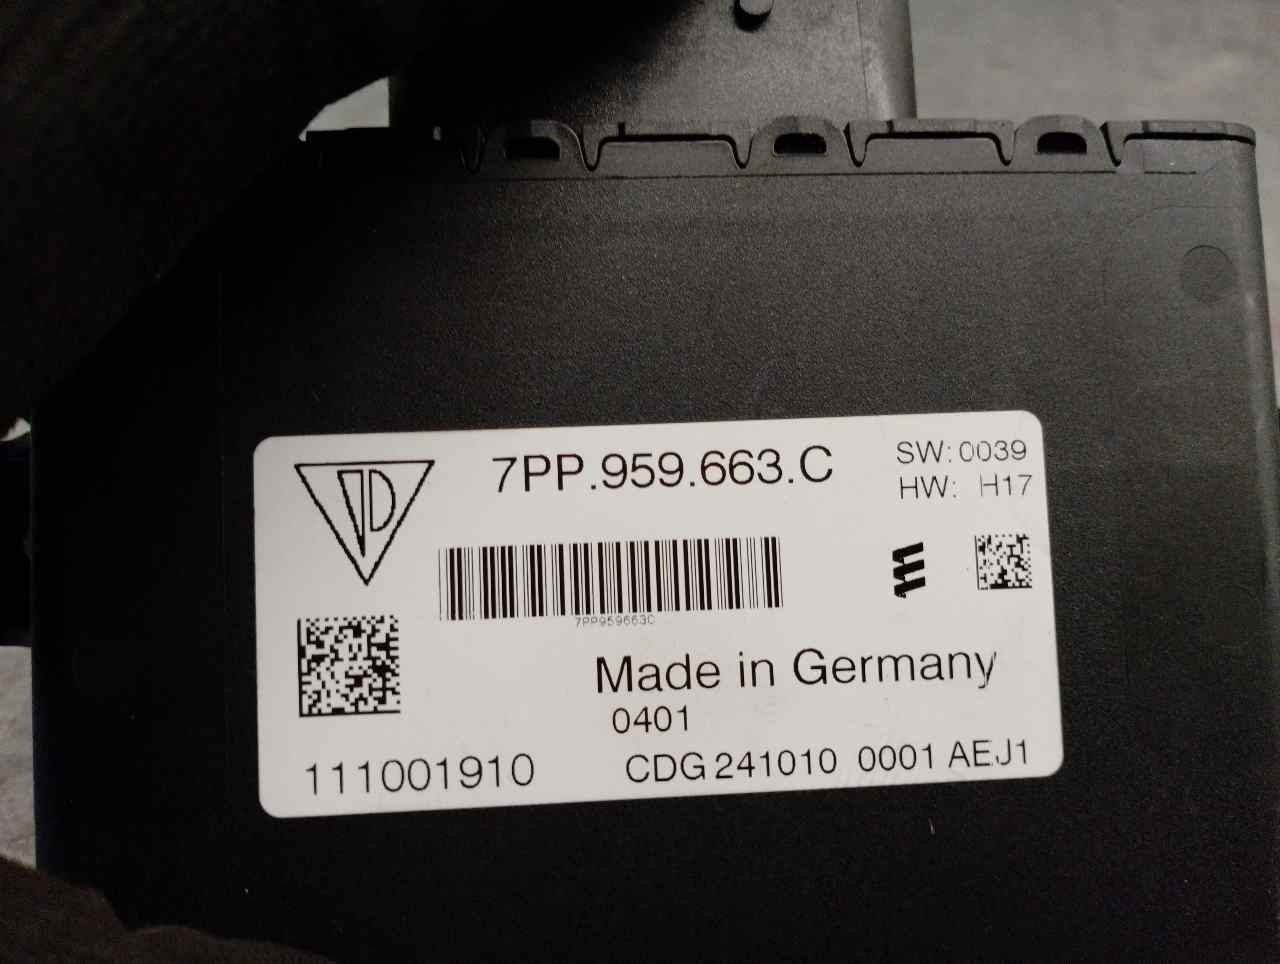 7PP.959.663.C
SW: 0039
HW: H17
7PP959663C
Made in Germany
0401
111001910
CDG 241010 0001 AEJ1